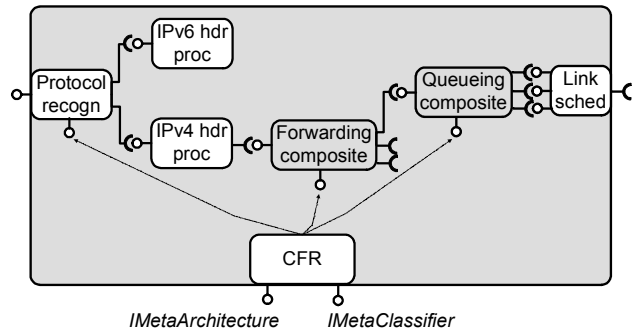 IPv6 hdr
proc
Protocol
recogn
Queueing
composite
Link
sched
IPv4 hdr
proc
Forwarding
composite
CFR
IMetaArchitecture
IMetaClassifier